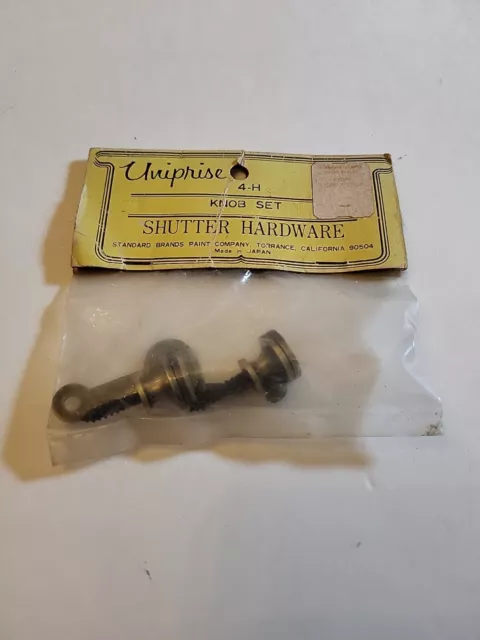 Uniprise
4-H
KNOB SET
SHUTTER HARDWARE
STANDARD BRANDS PAINT COMPANY, TORRANCE, CALIFORNIA 90504
Made in JAPAN